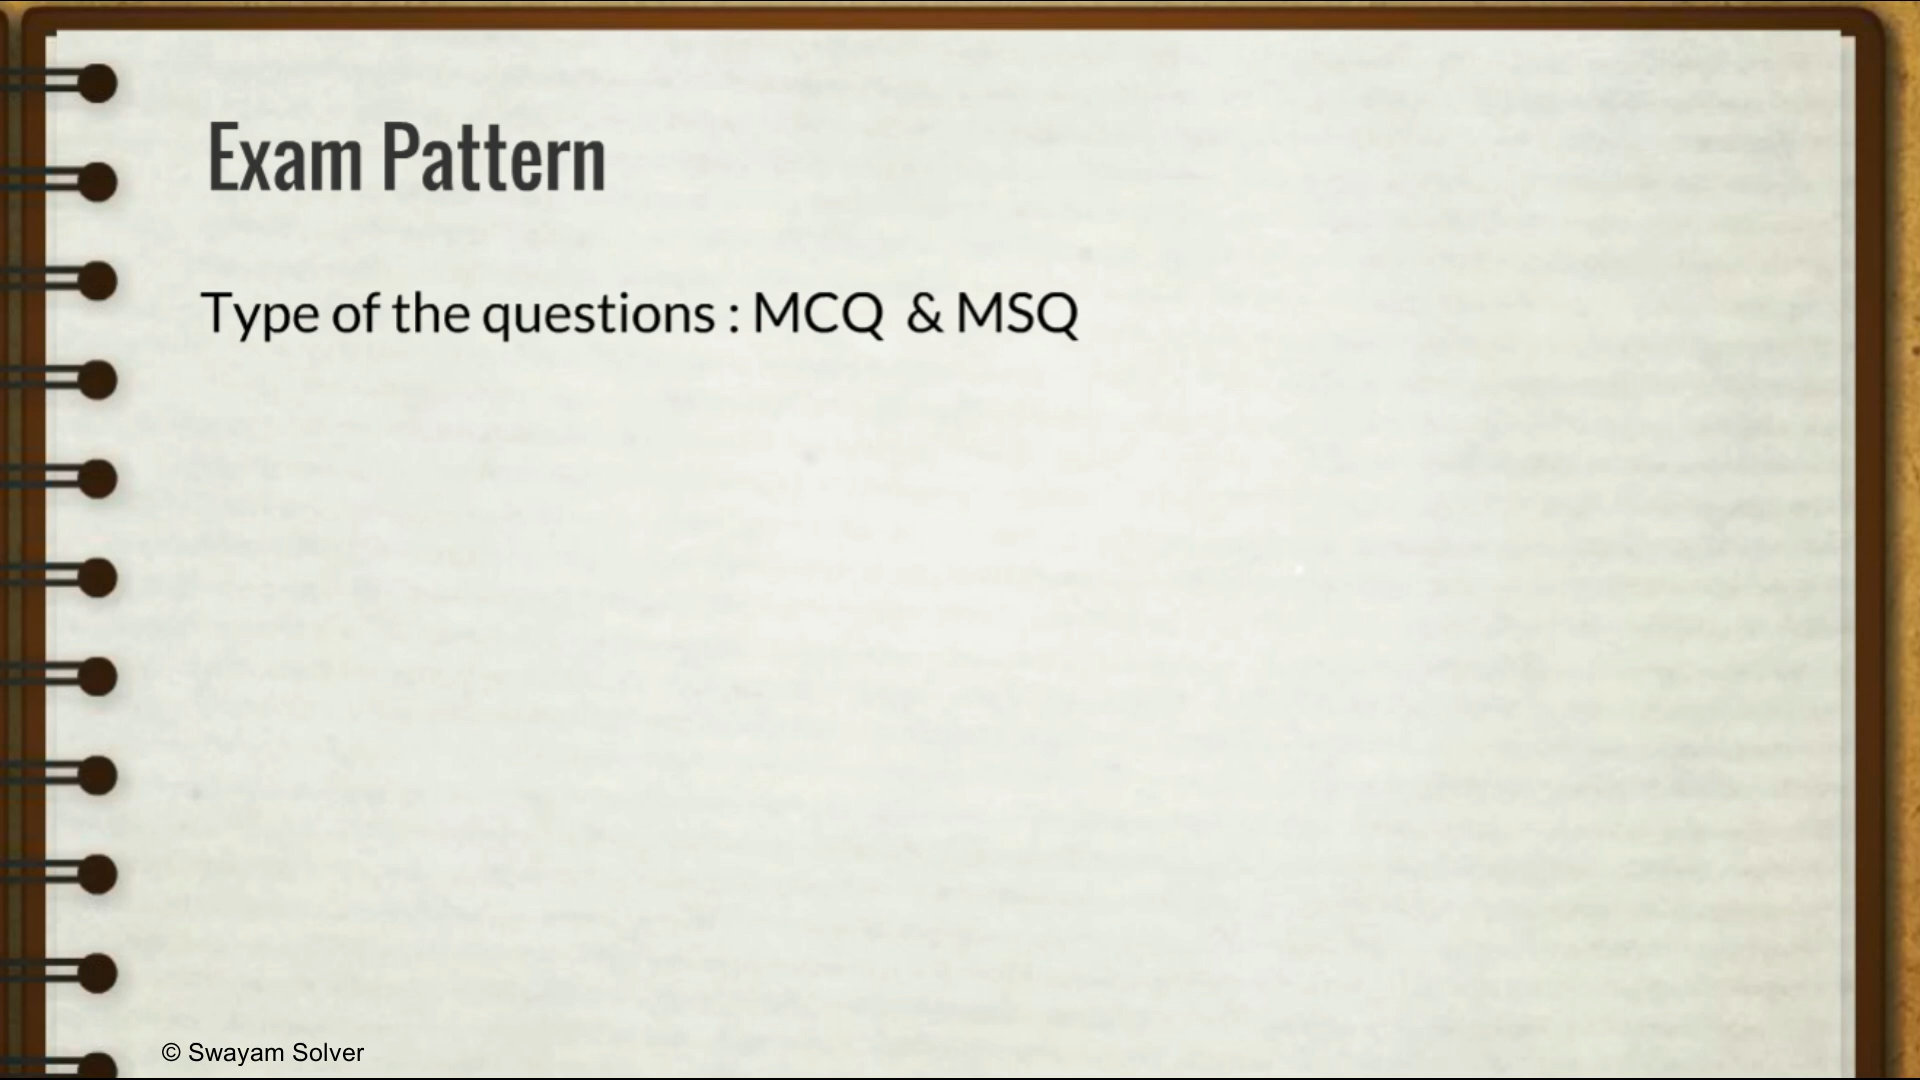 Exam Pattern
Type of the questions : MCQ & MSQ
© Swayam Solver